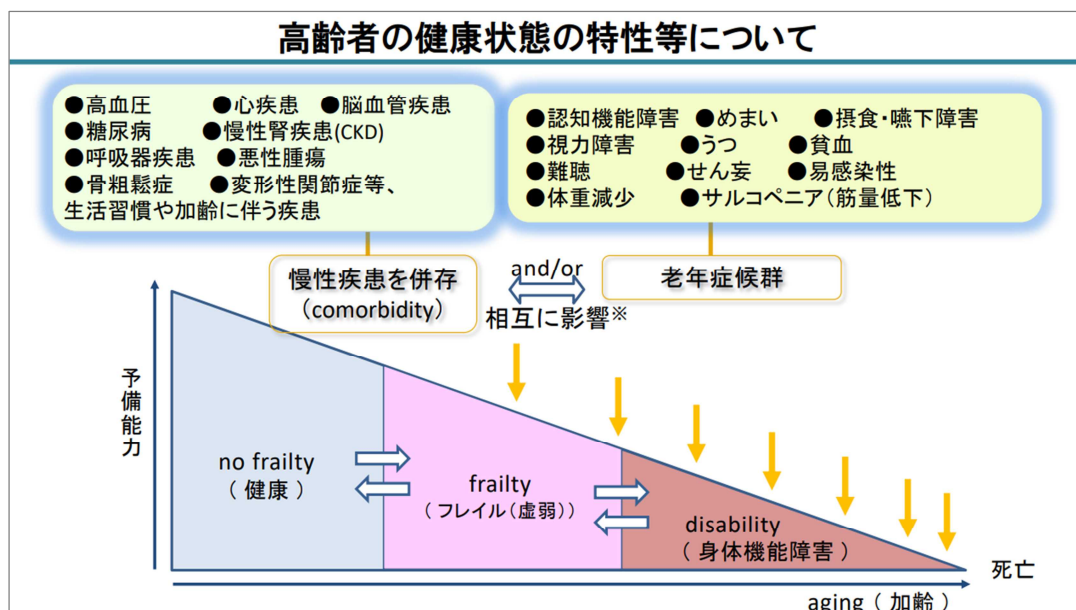 高齢者の健康状態の特性等について
●高血圧 ●心疾患 ●脳血管疾患
●糖尿病 ●慢性腎疾患(CKD)
●呼吸器疾患 ●悪性腫瘍
●骨粗鬆症 ●変形性関節症等、
生活習慣や加齢に伴う疾患
●認知機能障害 ●めまい ●摂食・嚥下障害
●視力障害 ●うつ ●貧血
●難聴 ●せん妄 ●易感染性
●体重減少 ●サルコペニア(筋量低下)
慢性疾患を併存
(comorbidity)
and/or
相互に影響※
老年症候群
予備能力
no frailty
(健康)
frailty
(フレイル(虚弱))
disability
(身体機能障害)
死亡
aging (加齢)